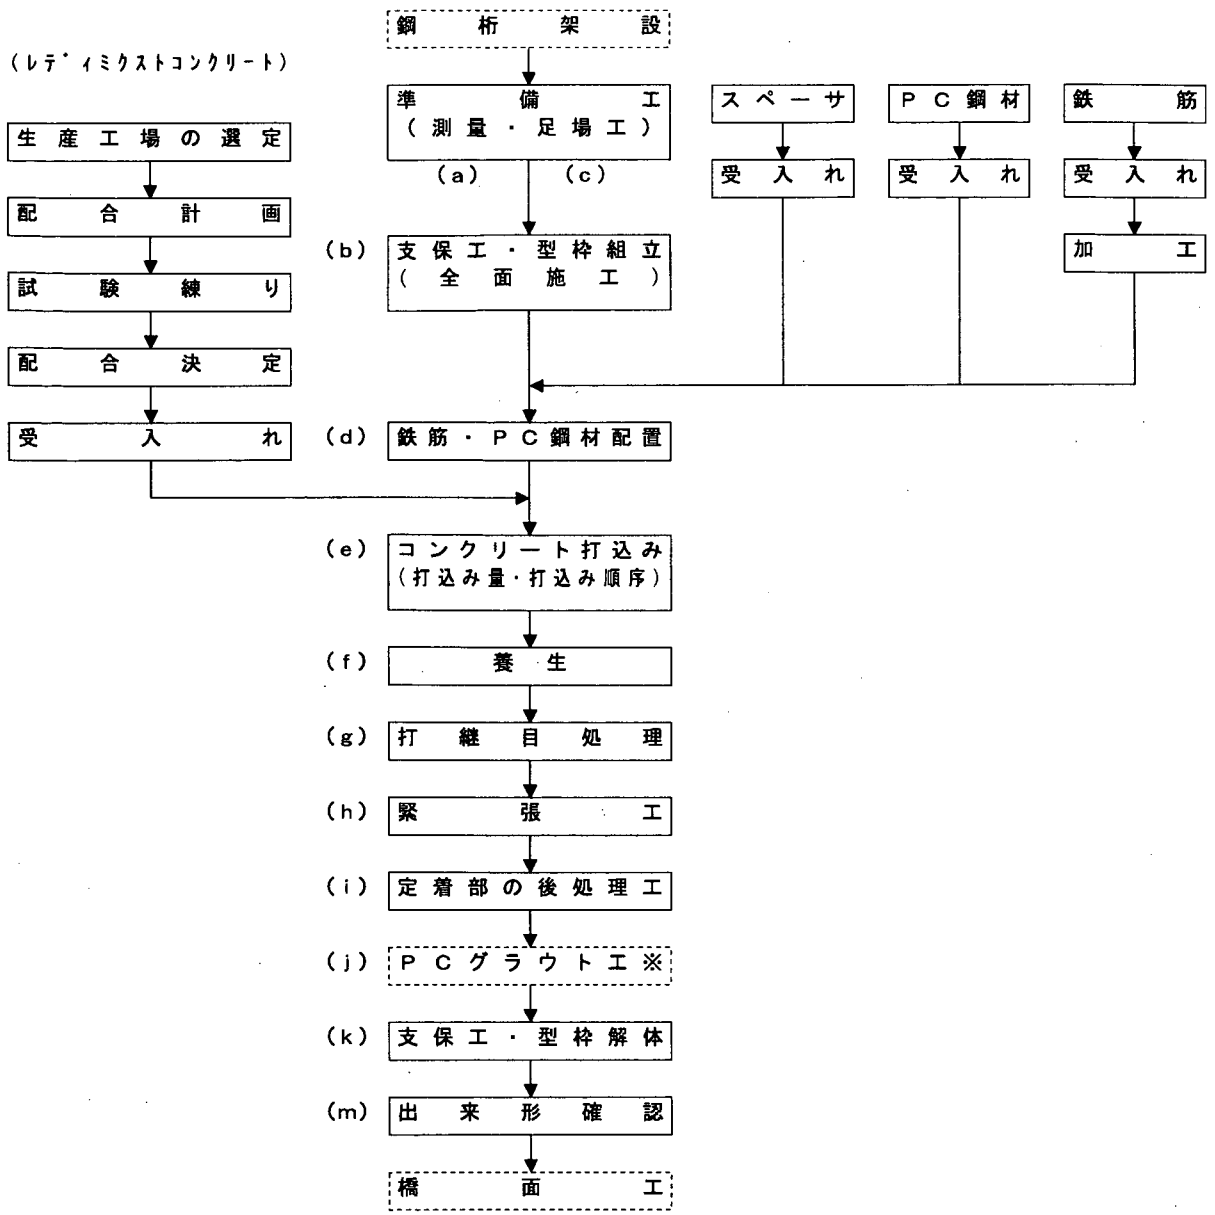 鋼桁架設
(レディミクストコンクリート)
準備工
(測量・足場工)
スペーサ
PC鋼材
鉄筋
生産工場の選定
(a)
(c)
受入れ
受入れ
受入れ
配合計画
(b)
支保工・型枠組立
(全面施工)
加工
試験練り
配合決定
受入れ
(d)
鉄筋・PC鋼材配置
(e)
コンクリート打込み
(打込み量・打込み順序)
(f)
養生
(g)
打継目処理
(h)
緊張工
(i)
定着部の後処理工
(j)
PCグラウト工※
(k)
支保工・型枠解体
(m)
出来形確認
橋面工